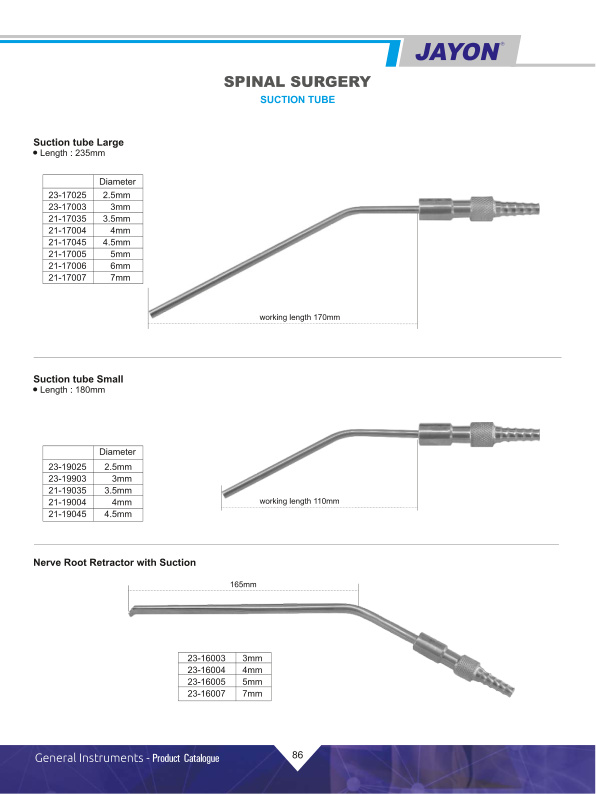 JAYON®
SPINAL SURGERY
SUCTION TUBE
Suction tube Large
• Length : 235mm
Diameter
23-17025 2.5mm
23-17003 3mm
21-17035 3.5mm
21-17004 4mm
21-17045 4.5mm
21-17005 5mm
21-17006 6mm
21-17007 7mm
working length 170mm
Suction tube Small
• Length : 180mm
Diameter
23-19025 2.5mm
23-19903 3mm
21-19035 3.5mm
21-19004 4mm
21-19045 4.5mm
working length 110mm
Nerve Root Retractor with Suction
165mm
23-16003 3mm
23-16004 4mm
23-16005 5mm
23-16007 7mm
General Instruments - Product Catalogue
86